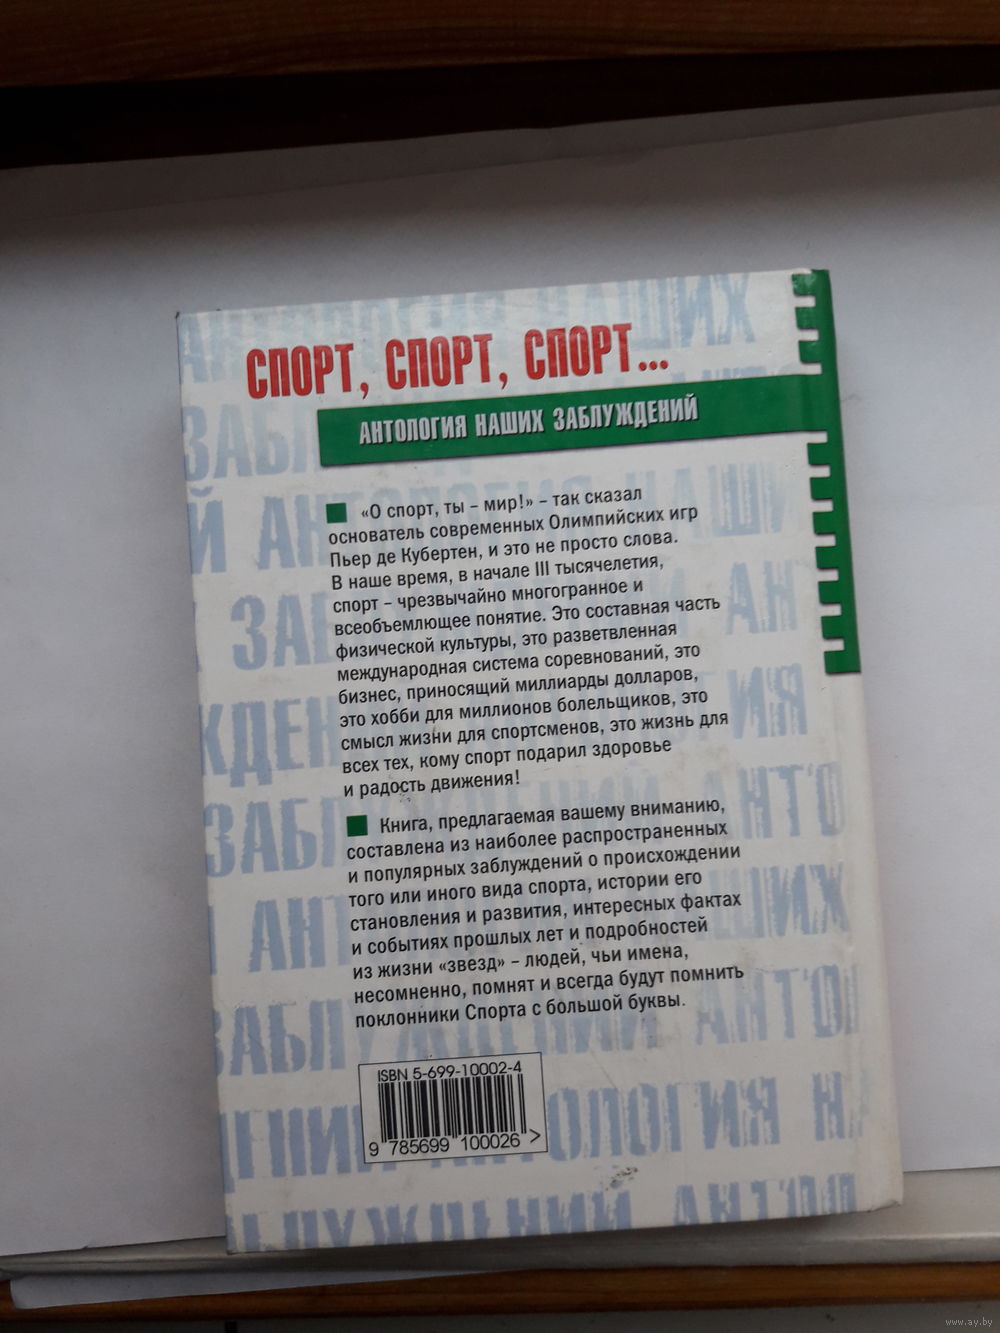 СПОРТ, СПОРТ, СПОРТ...
АНТОЛОГИЯ НАШИХ ЗАБЛУЖДЕНИЙ
«О спорт, ты – мир!» – так сказал
основатель современных Олимпийских игр
Пьер де Кубертен, и это не просто слова.
В наше время, в начале III тысячелетия,
спорт – чрезвычайно многогранное и
всеобъемлющее понятие. Это составная часть
физической культуры, это разветвленная
международная система соревнований, это
бизнес, приносящий миллиарды долларов,
это хобби для миллионов болельщиков, это
смысл жизни для спортсменов, это жизнь для
всех тех, кому спорт подарил здоровье
и радость движения!
Книга, предлагаемая вашему вниманию,
составлена из наиболее распространенных
и популярных заблуждений о происхождении
того или иного вида спорта, истории его
становления и развития, интересных фактах
и событиях прошлых лет и подробностей
из жизни «звезд» – людей, чьи имена,
несомненно, помнят и всегда будут помнить
поклонники Спорта с большой буквы.
ISBN 5-699-10002-4
9 785699 100026 >
www.ay.by